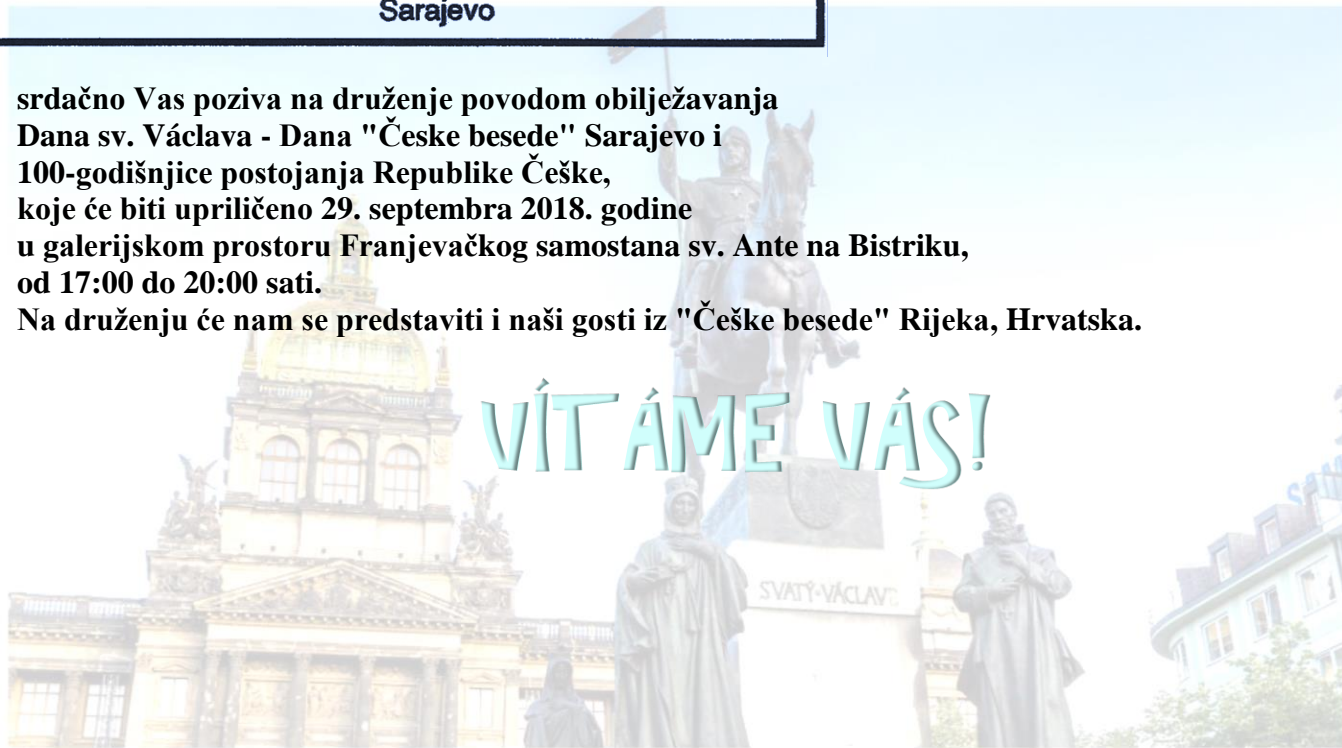 Sarajevo
srdačno Vas poziva na druženje povodom obilježavanja
Dana sv. Václava - Dana "Češke besede" Sarajevo i
100-godišnjice postojanja Republike Češke,
koje će biti upriličeno 29. septembra 2018. godine
u galerijskom prostoru Franjevačkog samostana sv. Ante na Bistriku,
od 17:00 do 20:00 sati.
Na druženju će nam se predstaviti i naši gosti iz "Češke besede" Rijeka, Hrvatska.
VÍTÁME VÁS!
SVATÝ·VÁCLAV